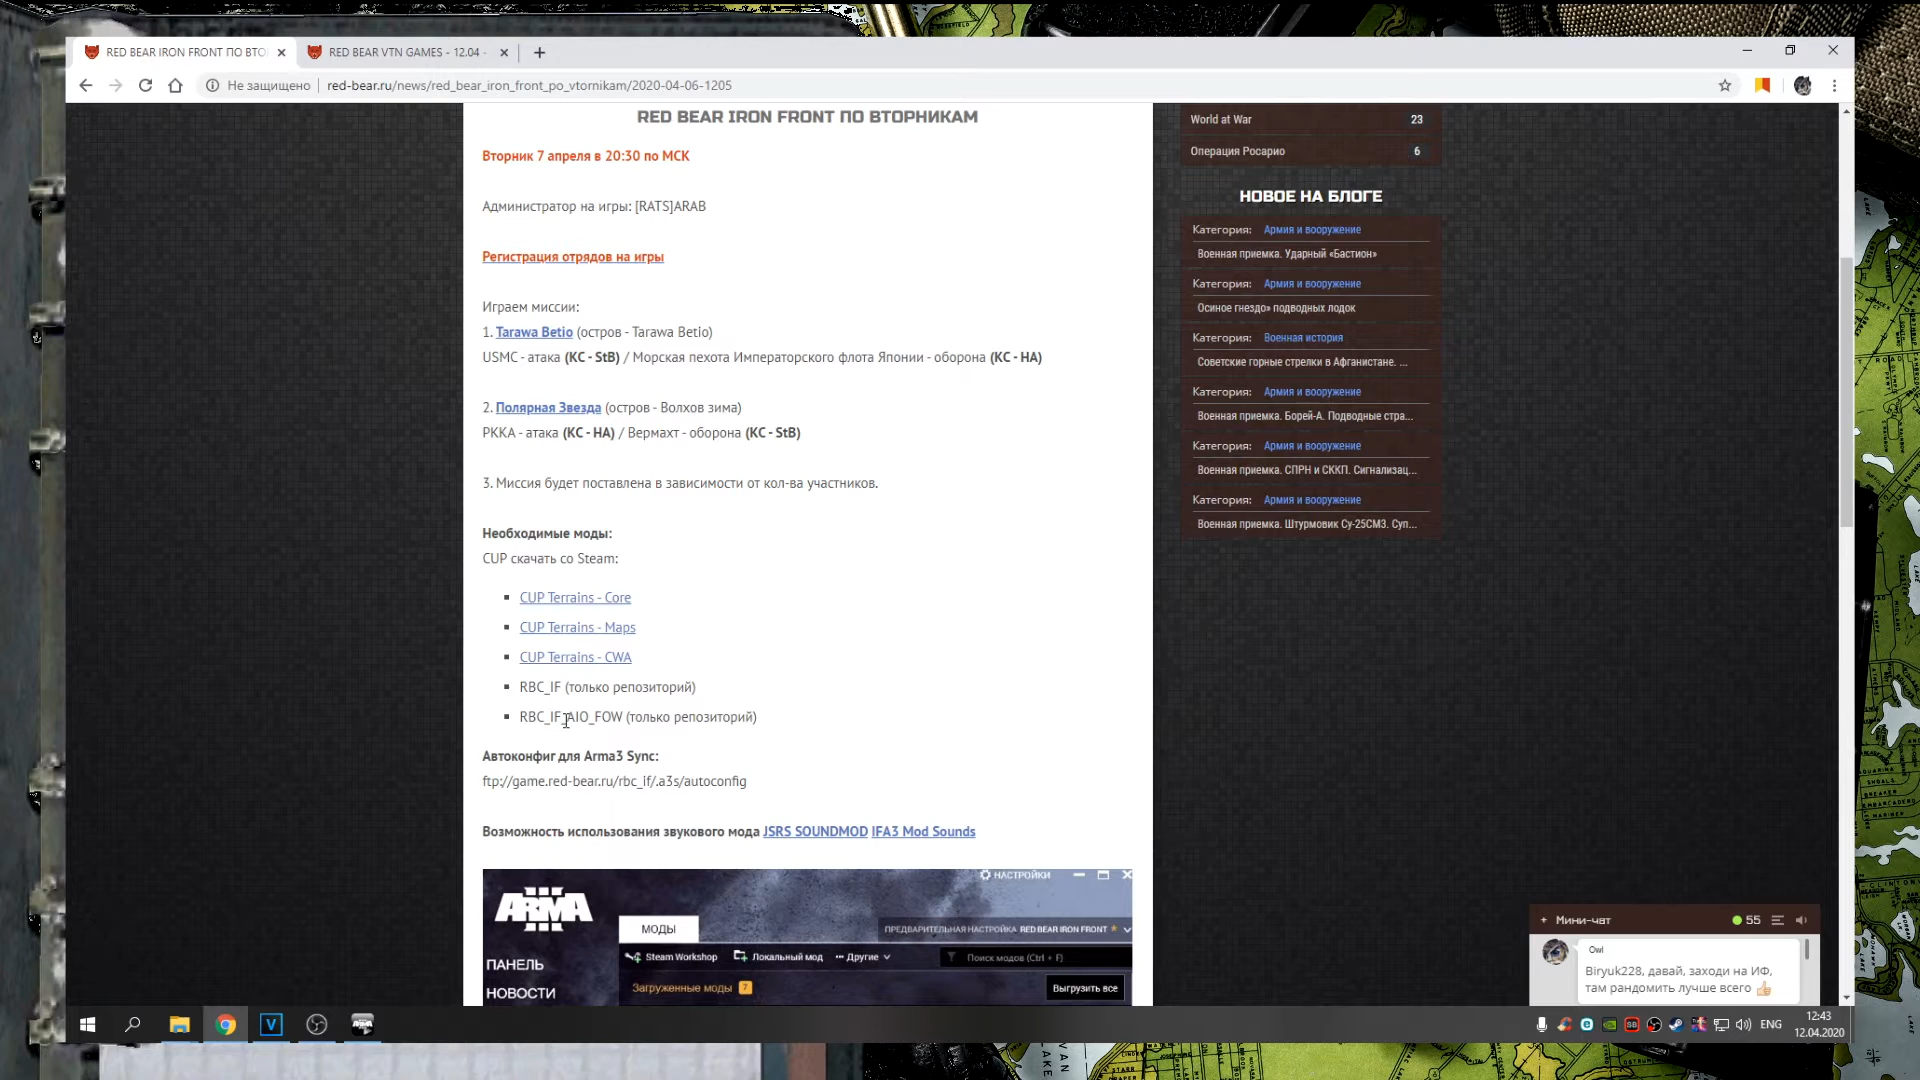 RED BEAR IRON FRONT ПО ВТО
RED BEAR VTN GAMES - 12.04 -
Не защищено
red-bear.ru/news/red_bear_iron_front_po_vtornikam/2020-04-06-1205
RED BEAR IRON FRONT ПО ВТОРНИКАМ
Вторник 7 апреля в 20:30 по МСК
Администратор на игры: [RATS]ARAB
Регистрация отрядов на игры
Играем миссии:
1. Tarawa Betio (остров - Tarawa Betio)
USMC - атака (КС - StB) / Морская пехота Императорского флота Японии - оборона (КС - HA)
2. Полярная Звезда (остров - Волхов зима)
РККА - атака (КС - HA) / Вермахт - оборона (КС - StB)
3. Миссия будет поставлена в зависимости от кол-ва участников.
Необходимые моды:
CUP скачать со Steam:
CUP Terrains - Core
CUP Terrains - Maps
CUP Terrains - CWA
RBC_IF (только репозиторий)
RBC_IF_AIO_FOW (только репозиторий)
Автоконфиг для Arma3 Sync:
ftp://game.red-bear.ru/rbc_if/.a3s/autoconfig
Возможность использования звукового мода JSRS SOUNDMOD IFA3 Mod Sounds
НАСТРОЙКИ
ARMA III
МОДЫ
ПРЕДВАРИТЕЛЬНАЯ НАСТРОЙКА RED BEAR IRON FRONT
ПАНЕЛЬ
Steam Workshop
Локальный мод
Другие
Поиск модов (Ctrl + F)
НОВОСТИ
Загруженные моды 7
Выгрузить все
World at War 23
Операция Росарио 6
НОВОЕ НА БЛОГЕ
Категория: Армия и вооружение
Военная приемка. Ударный «Бастион»
Категория: Армия и вооружение
Осиное гнездо» подводных лодок
Категория: Военная история
Советские горные стрелки в Афганистане. ...
Категория: Армия и вооружение
Военная приемка. Борей-А. Подводные стра...
Категория: Армия и вооружение
Военная приемка. СПРН и СККП. Сигнализац...
Категория: Армия и вооружение
Военная приемка. Штурмовик Су-25СМ3. Суп...
+ Мини-чат 55
Owl
Biryuk228, давай, заходи на ИФ,
там рандомить лучше всего
ENG
12:43
12.04.2020